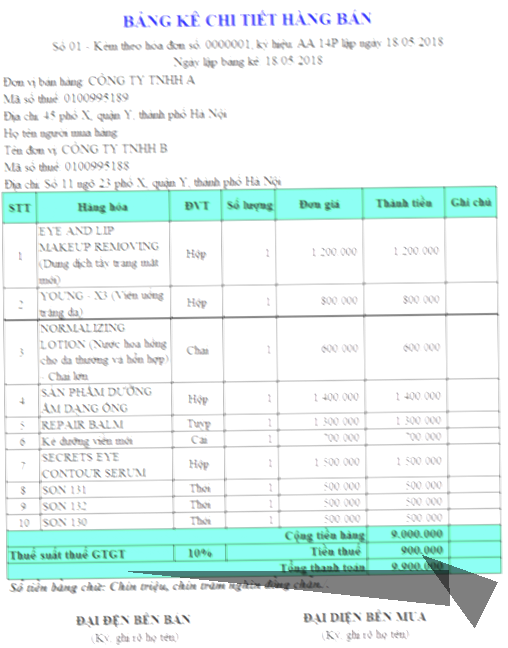 BẢNG KÊ CHI TIẾT HÀNG BÁN
Số 01 - Kèm theo hóa đơn số: 0000001, ký hiệu: AA 14P lập ngày 18.05.2018
Ngày lập bảng kê: 18.05.2018
Đơn vị bán hàng: CÔNG TY TNHH A
Mã số thuế: 0100995189
Địa chỉ: 45 phố X, quận Y, thành phố Hà Nội
Họ tên người mua hàng:
Tên đơn vị: CÔNG TY TNHH B
Mã số thuế: 0100995188
Địa chỉ: Số 11 ngõ 23 phố X, quận Y, thành phố Hà Nội
STT Hàng hóa ĐVT Số lượng Đơn giá Thành tiền Ghi chú
EYE AND LIP
MAKEUP REMOVING
(Dung dịch tẩy trang mắt
môi)
1 Hộp 1 1.200.000 1.200.000
YOUNG - X3 (Viên uống
trắng da)
2 Hộp 1 800.000 800.000
NORMALIZING
LOTION (Nước hoa hồng
cho da thường và hỗn hợp)
- Chai lớn
3 Chai 1 600.000 600.000
SẢN PHẨM DƯỠNG
ẨM DẠNG ỐNG
4 Hộp 1 1.400.000 1.400.000
5 REPAIR BALM Tuýp 1 1.300.000 1.300.000
6 Kẻ đường viền môi Cái 1 700.000 700.000
SECRETS EYE
CONTOUR SERUM
7 Hộp 1 1.500.000 1.500.000
8 SON 131 Thỏi 1 500.000 500.000
9 SON 132 Thỏi 1 500.000 500.000
10 SON 130 Thỏi 1 500.000 500.000
Cộng tiền hàng 9.000.000
Thuế suất thuế GTGT 10% Tiền thuế 900.000
Tổng thanh toán 9.900.000
Số tiền bằng chữ: Chín triệu, chín trăm nghìn đồng chẵn.
ĐẠI DIỆN BÊN BÁN ĐẠI DIỆN BÊN MUA
(Ký, ghi rõ họ tên) (Ký, ghi rõ họ tên)